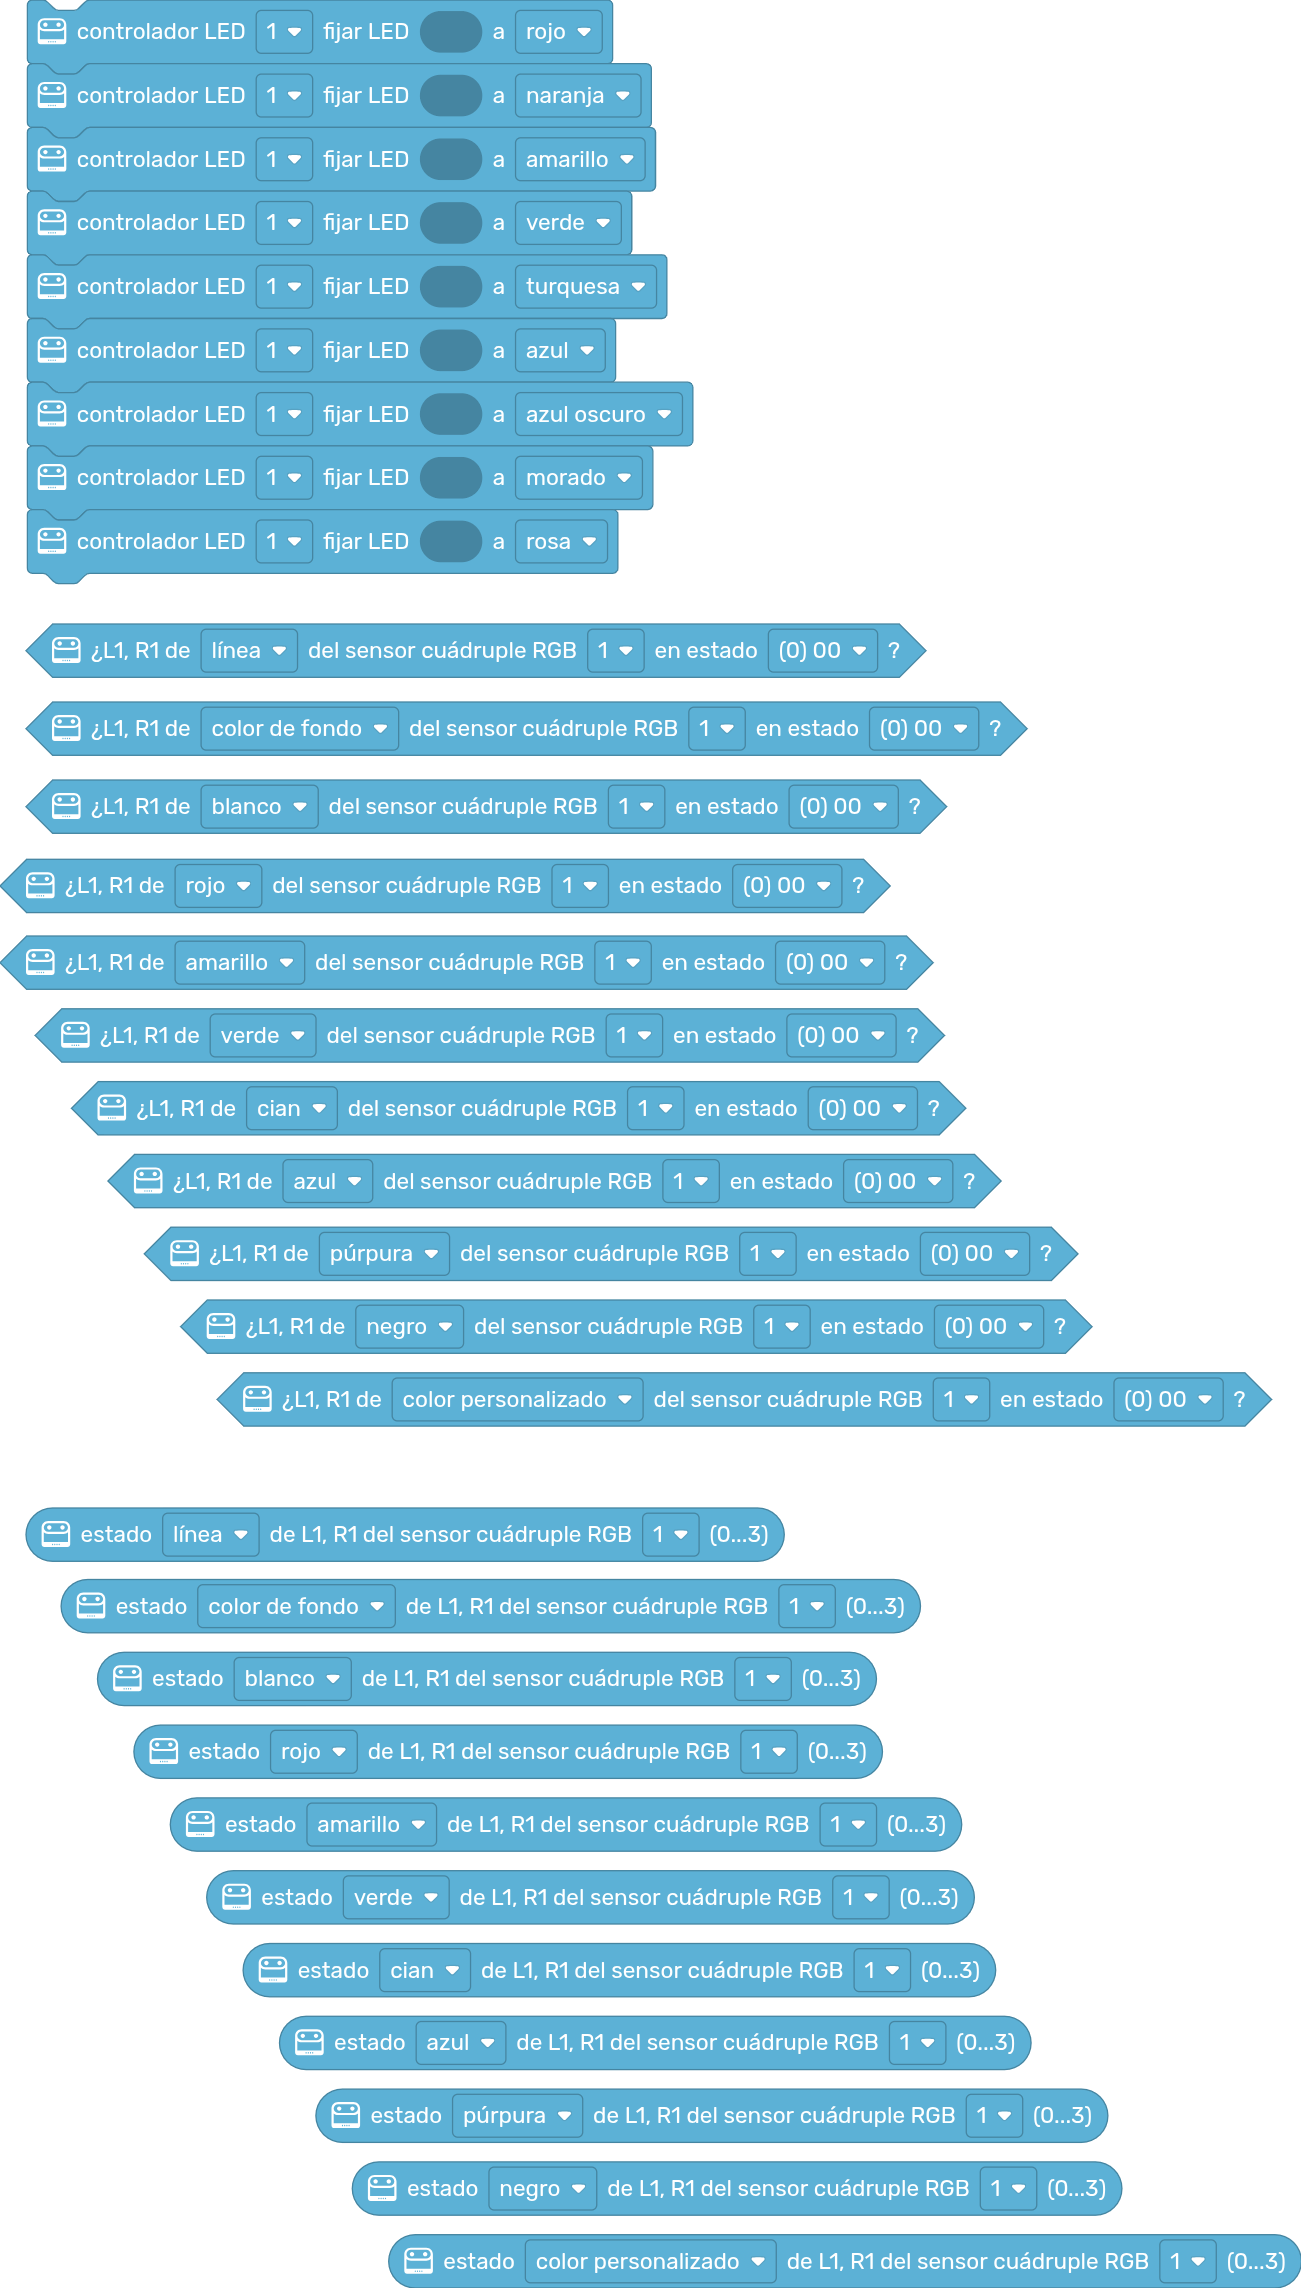 controlador LED 1 fijar LED a rojo
controlador LED 1 fijar LED a naranja
controlador LED 1 fijar LED a amarillo
controlador LED 1 fijar LED a verde
controlador LED 1 fijar LED a turquesa
controlador LED 1 fijar LED a azul
controlador LED 1 fijar LED a azul oscuro
controlador LED 1 fijar LED a morado
controlador LED 1 fijar LED a rosa
¿L1, R1 de línea del sensor cuádruple RGB 1 en estado (0) 00 ?
¿L1, R1 de color de fondo del sensor cuádruple RGB 1 en estado (0) 00 ?
¿L1, R1 de blanco del sensor cuádruple RGB 1 en estado (0) 00 ?
¿L1, R1 de rojo del sensor cuádruple RGB 1 en estado (0) 00 ?
¿L1, R1 de amarillo del sensor cuádruple RGB 1 en estado (0) 00 ?
¿L1, R1 de verde del sensor cuádruple RGB 1 en estado (0) 00 ?
¿L1, R1 de cian del sensor cuádruple RGB 1 en estado (0) 00 ?
¿L1, R1 de azul del sensor cuádruple RGB 1 en estado (0) 00 ?
¿L1, R1 de púrpura del sensor cuádruple RGB 1 en estado (0) 00 ?
¿L1, R1 de negro del sensor cuádruple RGB 1 en estado (0) 00 ?
¿L1, R1 de color personalizado del sensor cuádruple RGB 1 en estado (0) 00 ?
estado línea de L1, R1 del sensor cuádruple RGB 1 (0...3)
estado color de fondo de L1, R1 del sensor cuádruple RGB 1 (0...3)
estado blanco de L1, R1 del sensor cuádruple RGB 1 (0...3)
estado rojo de L1, R1 del sensor cuádruple RGB 1 (0...3)
estado amarillo de L1, R1 del sensor cuádruple RGB 1 (0...3)
estado verde de L1, R1 del sensor cuádruple RGB 1 (0...3)
estado cian de L1, R1 del sensor cuádruple RGB 1 (0...3)
estado azul de L1, R1 del sensor cuádruple RGB 1 (0...3)
estado púrpura de L1, R1 del sensor cuádruple RGB 1 (0...3)
estado negro de L1, R1 del sensor cuádruple RGB 1 (0...3)
estado color personalizado de L1, R1 del sensor cuádruple RGB 1 (0...3)